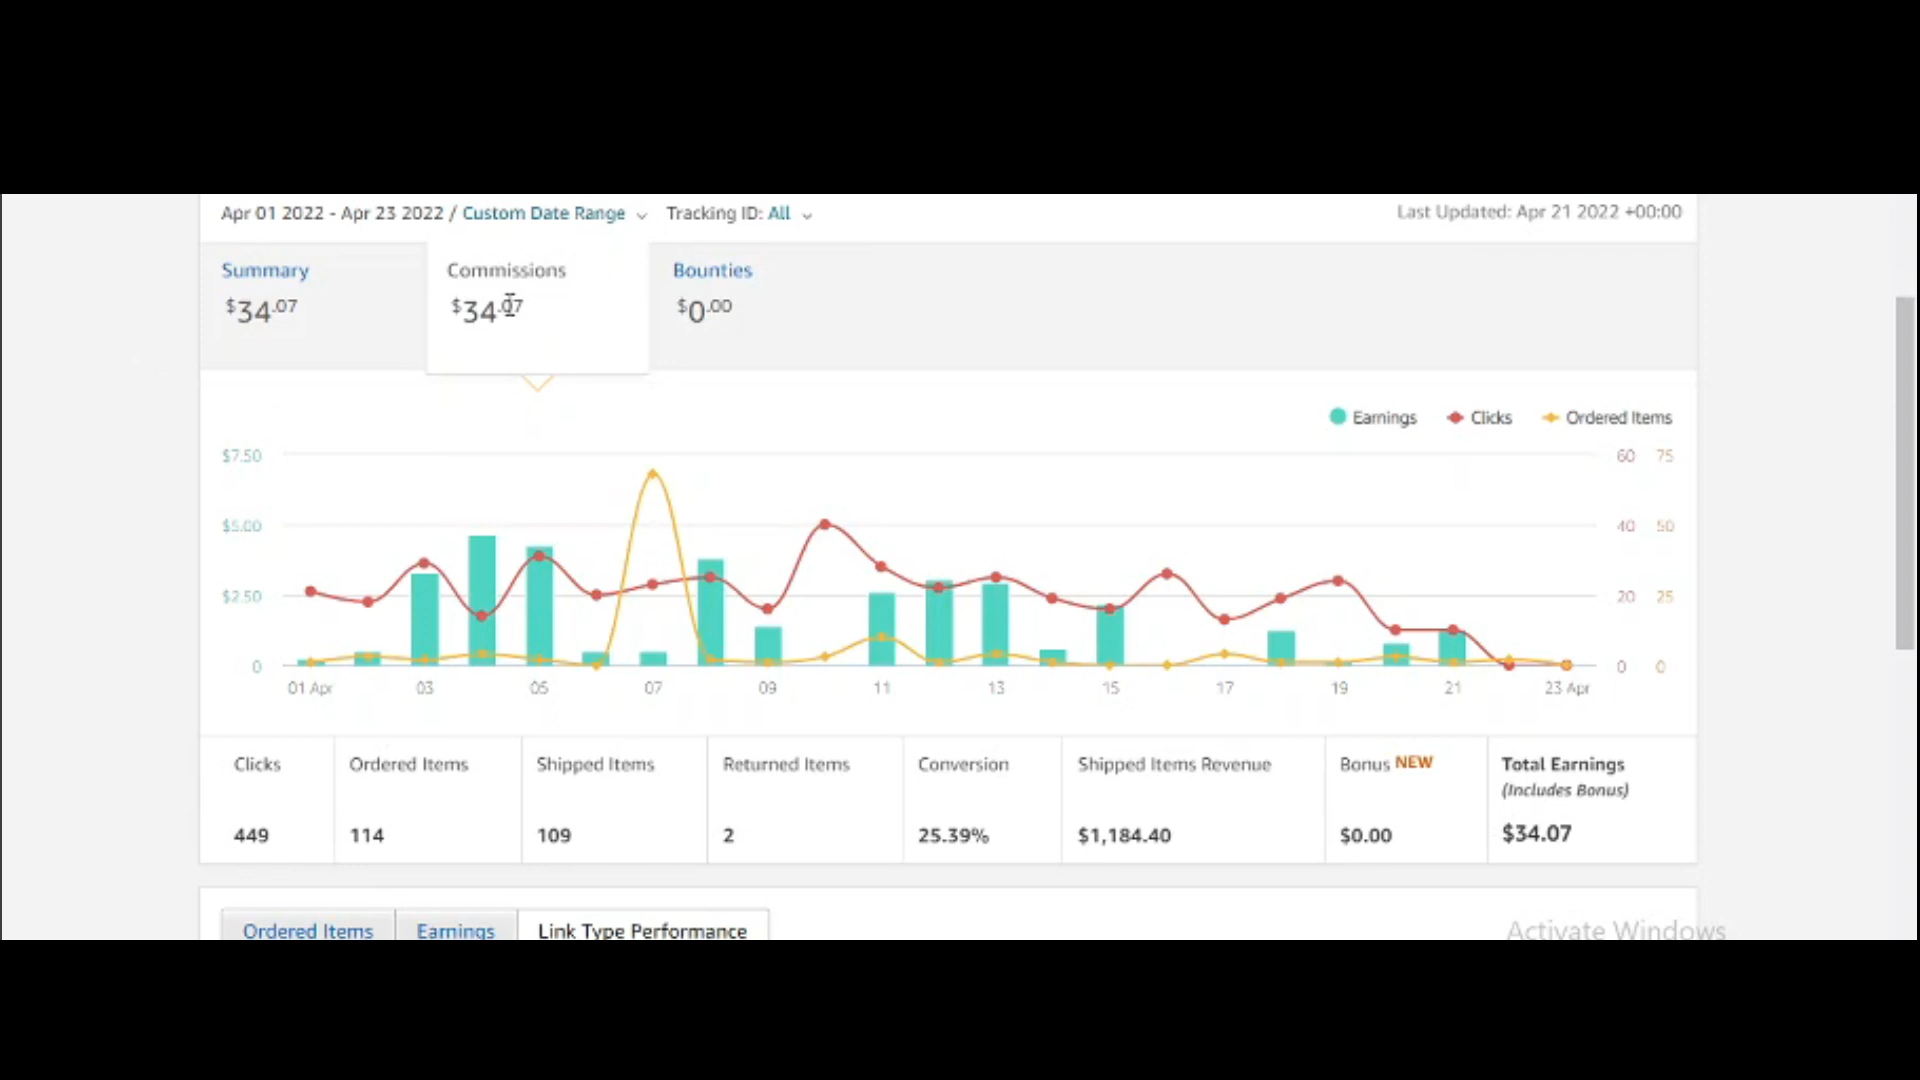 Apr 01 2022 - Apr 23 2022 / Custom Date Range Tracking ID: All Last Updated: Apr 21 2022 +00:00
Summary Commissions Bounties
$34.07 $34.07 $0.00
Earnings Clicks Ordered Items
$7.50 60 75
$5.00 40 50
$2.50 20 25
0 0 0
01 Apr 03 05 07 09 11 13 15 17 19 21 23 Apr
Clicks Ordered Items Shipped Items Returned Items Conversion Shipped Items Revenue Bonus NEW Total Earnings
(Includes Bonus)
449 114 109 2 25.39% $1,184.40 $0.00 $34.07
Ordered Items Earnings Link Type Performance Activate Windows